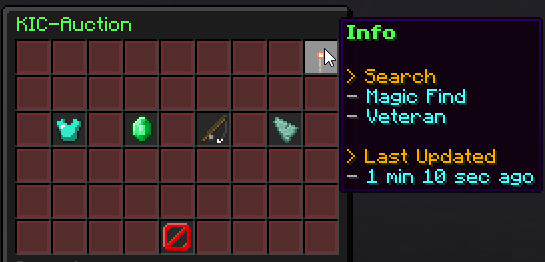 KIC-Auction
Info
> Search
- Magic Find
- Veteran
> Last Updated
- 1 min 10 sec ago